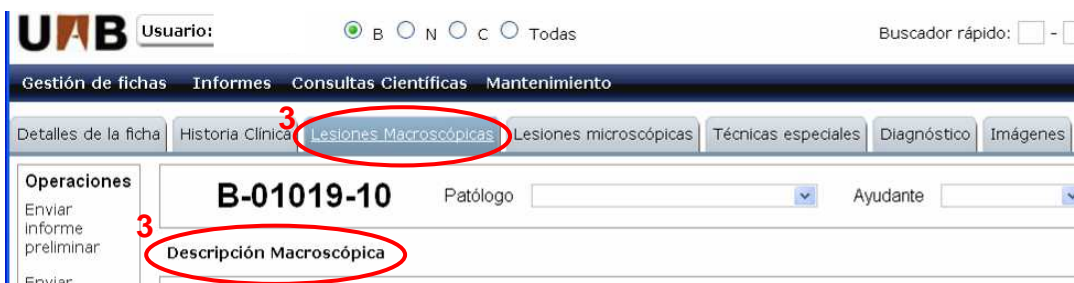 UAB Usuario: B N C Todas Buscador rápido: -
Gestión de fichas Informes Consultas Científicas Mantenimiento
3
Detalles de la ficha Historia Clínica Lesiones Macroscópicas Lesiones microscópicas Técnicas especiales Diagnóstico Imágenes
Operaciones
B-01019-10 Patólogo Ayudante
Enviar
informe
preliminar
3
Descripción Macroscópica
Enviar